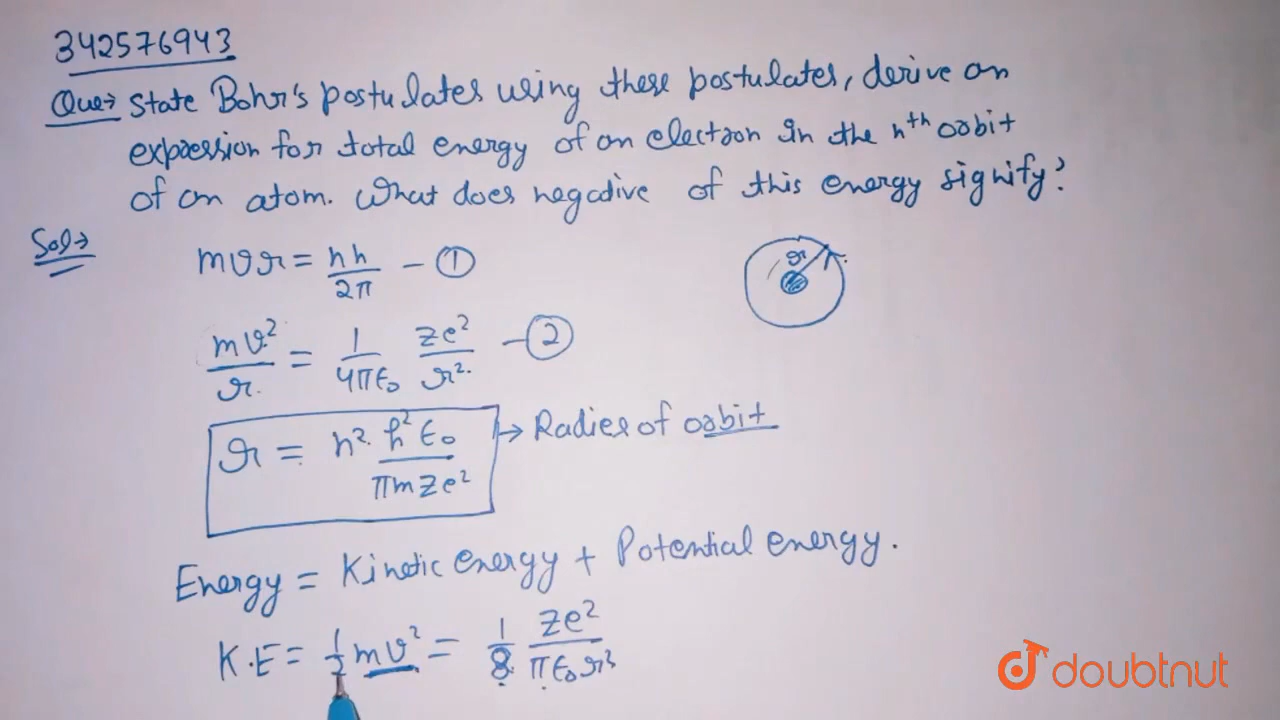 342576943
Que→ State Bohr's postulates using these postulates, derive an
expression for total energy of an electron in the nth orbit
of an atom. What does negative of this energy signify?
Sol→
mvr = nh/2π - ①
r
mv²/r = 1/4πε₀ Ze²/r² - ②
r = n² h²ε₀/πmZe² → Radies of orbit
Energy = Kinetic energy + Potential energy.
K.E = 1/2 mv² = 1/8 Ze²/πε₀r
doubtnut